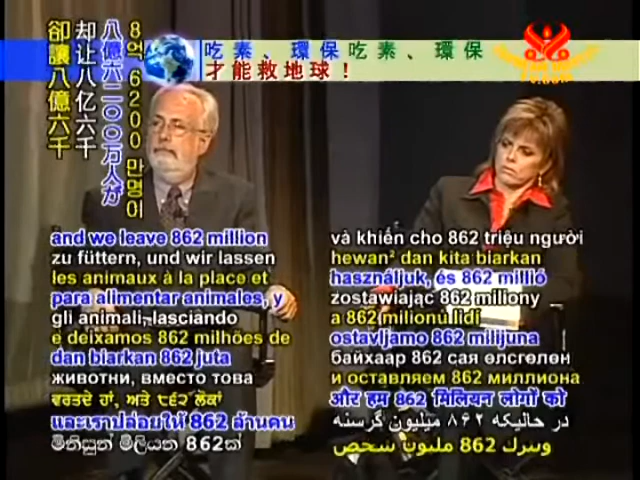 吃素、環保吃素、環保
才能救地球！
卻讓八億六千
却让八亿六千
八億六二〇〇万人が
8억 6200 만명이
and we leave 862 million
zu füttern, und wir lassen
les animaux à la place et
para alimentar animales, y
gli animali, lasciando
e deixamos 862 milhões de
dan biarkan 862 juta
животни, вместо това
ਵਰਤਦੇ ਹਾਂ, ਅਤੇ ੮੬੨ ਲੋਕਾਂ
และเราปล่อยให้ 862 ล้านคน
và khiến cho 862 triệu người
hewan² dan kita biarkan
használjuk, és 862 millió
zostawiając 862 miliony
a 862 milionů lidí
ostavljamo 862 milijuna
байхаар 862 сая өлсгөлөн
и оставляем 862 миллиона
और हम 862 मिलियन लोगों को
در حالیکه ۸۶۲ میلیون گرسنه
ونترك 862 مليون شخص